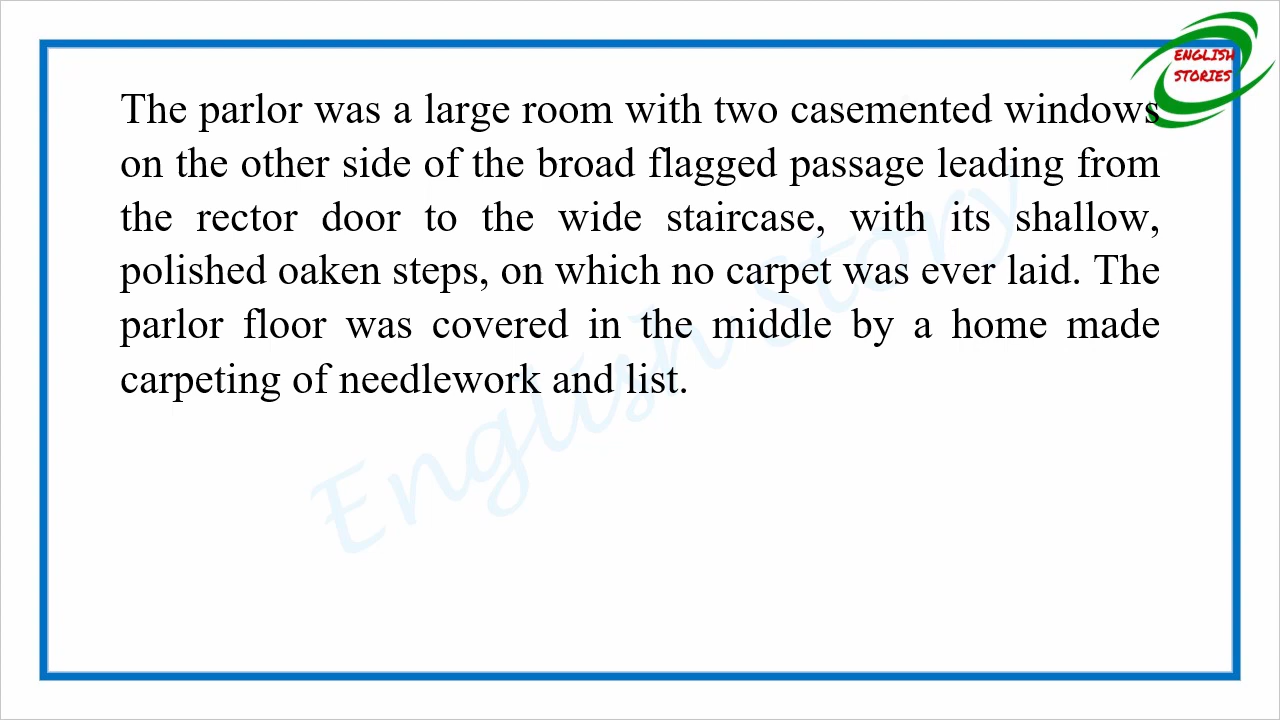 ENGLISH
STORIES
The parlor was a large room with two casemented windows
on the other side of the broad flagged passage leading from
the rector door to the wide staircase, with its shallow,
polished oaken steps, on which no carpet was ever laid. The
parlor floor was covered in the middle by a home made
carpeting of needlework and list.
English Story